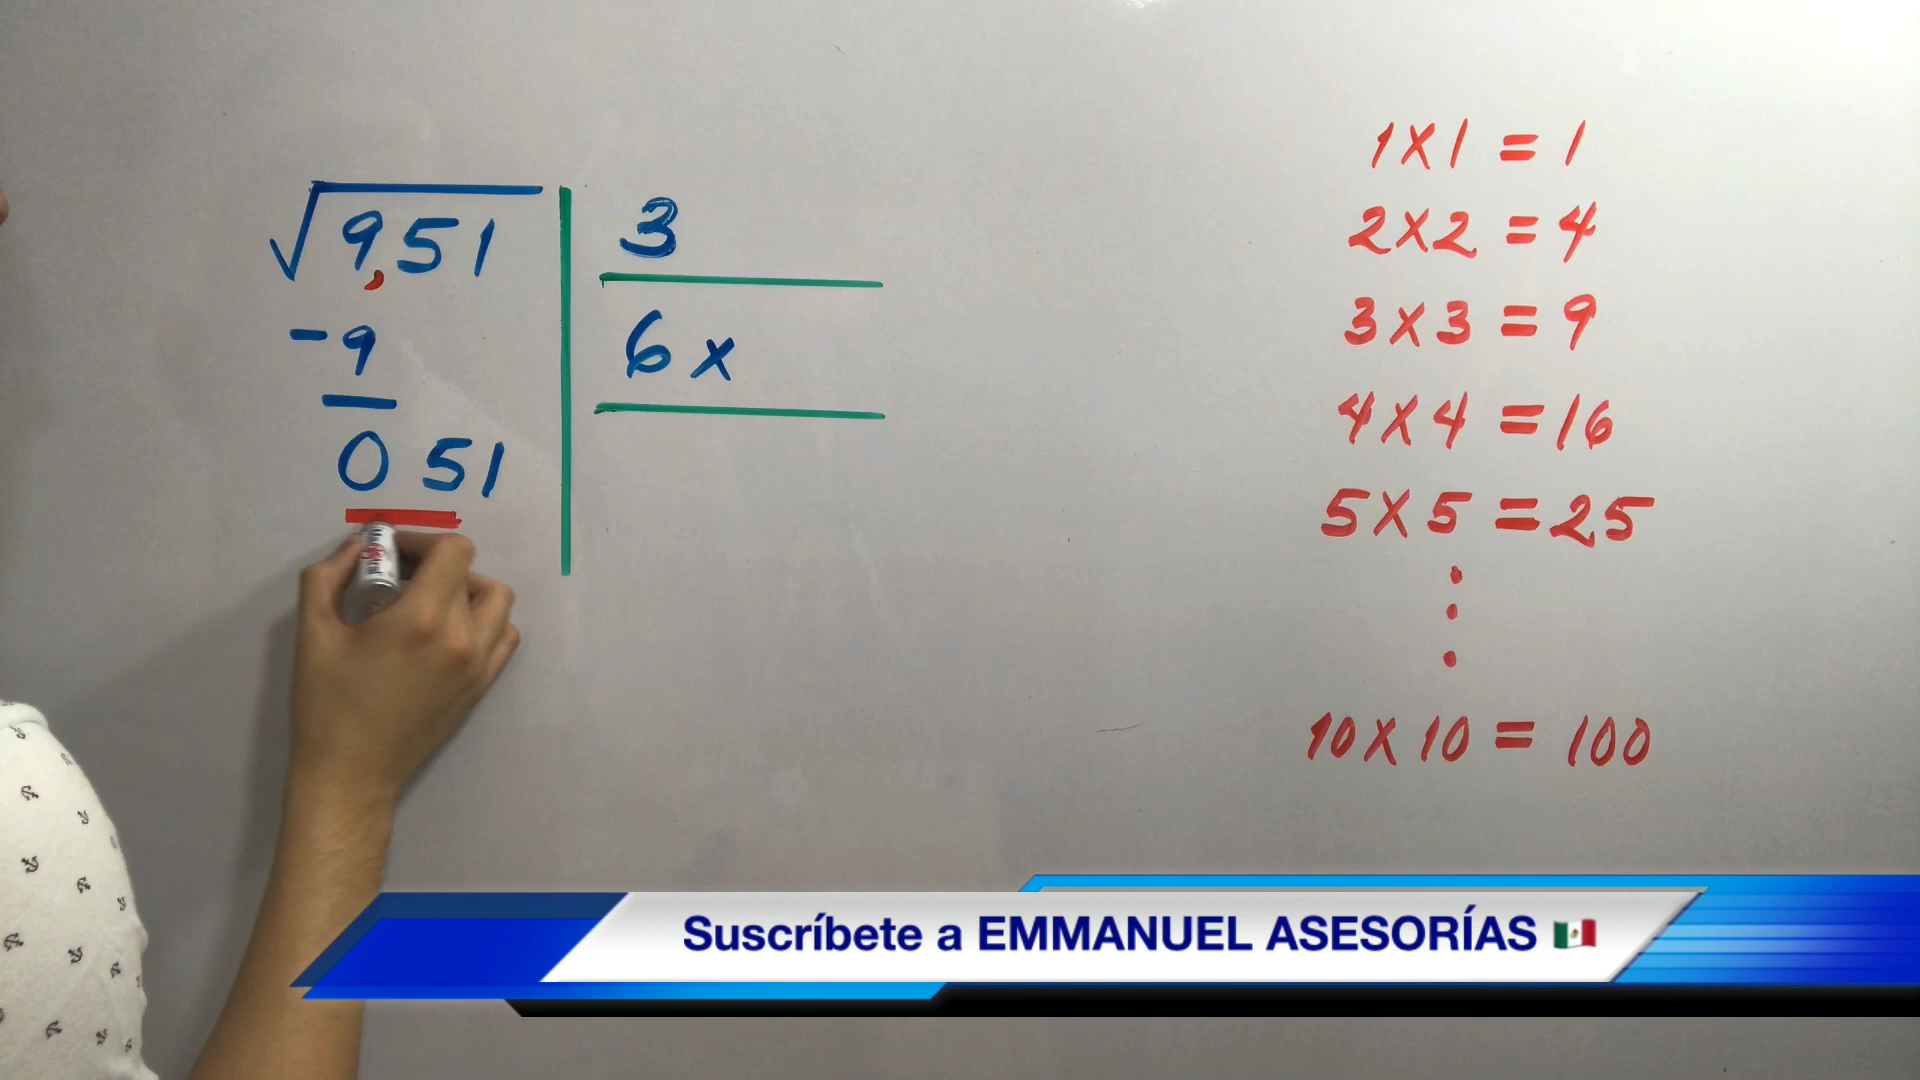 √9,51
3
-9
6x
0 51
1x1 = 1
2x2 = 4
3x3 = 9
4x4 = 16
5x5 = 25
10x10 = 100
Suscríbete a EMMANUEL ASESORÍAS 🇲🇽